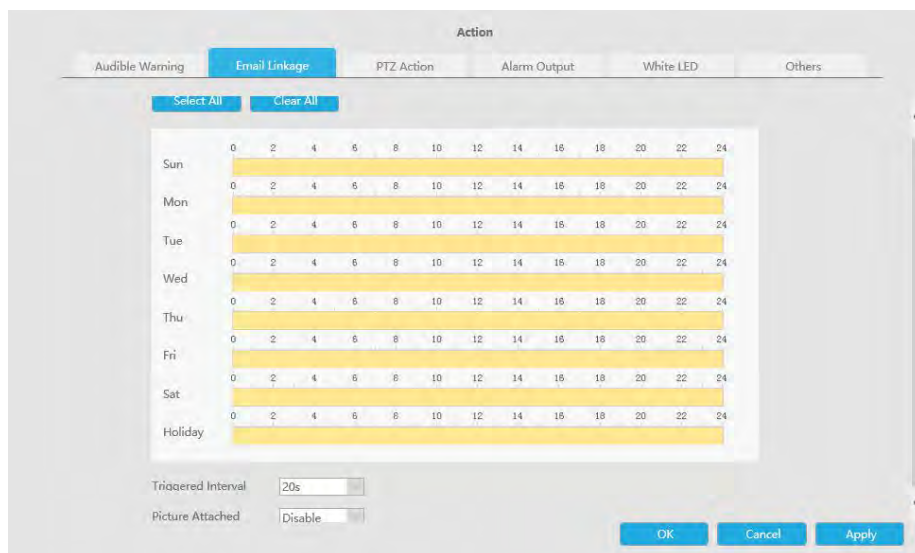 Action
Audible Warning Email Linkage PTZ Action Alarm Output White LED Others
Select All Clear All
0 2 4 6 8 10 12 14 16 18 20 22 24
Sun
0 2 4 6 8 10 12 14 16 18 20 22 24
Mon
0 2 4 6 8 10 12 14 16 18 20 22 24
Tue
0 2 4 6 8 10 12 14 16 18 20 22 24
Wed
0 2 4 6 8 10 12 14 16 18 20 22 24
Thu
0 2 4 6 8 10 12 14 16 18 20 22 24
Fri
0 2 4 6 8 10 12 14 16 18 20 22 24
Sat
0 2 4 6 8 10 12 14 16 18 20 22 24
Holiday
Triggered Interval 20s
Picture Attached Disable
OK Cancel Apply